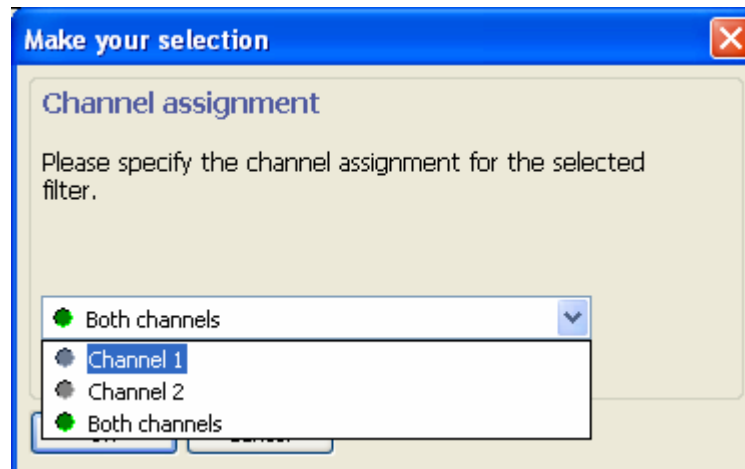 Make your selection
Channel assignment
Please specify the channel assignment for the selected
filter.
Both channels
Channel 1
Channel 2
Both channels